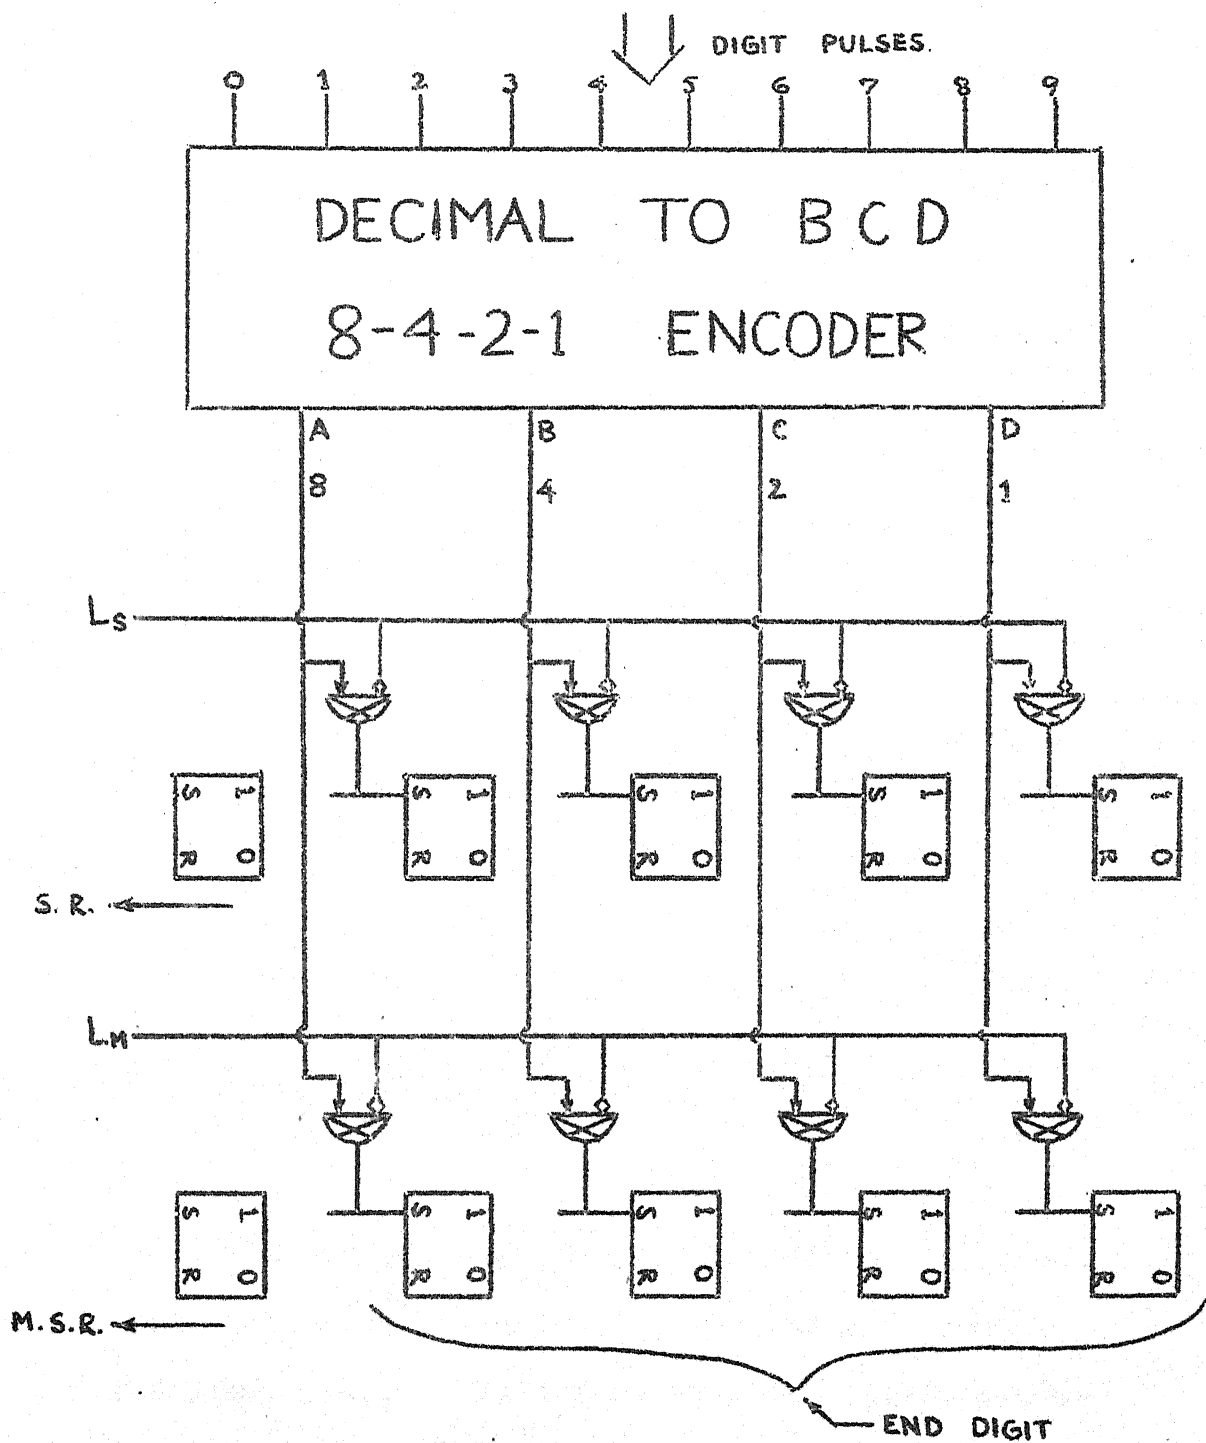 DIGIT PULSES.
0 1 2 3 4 5 6 7 8 9
DECIMAL TO BCD
8-4-2-1 ENCODER
A B C D
8 4 2 1
LS
S 1 S 1 S 1 S 1 S 1
R 0 R 0 R 0 R 0 R 0
S. R.
LM
S 1 S 1 S 1 S 1 S 1
R 0 R 0 R 0 R 0 R 0
M.S.R.
END DIGIT